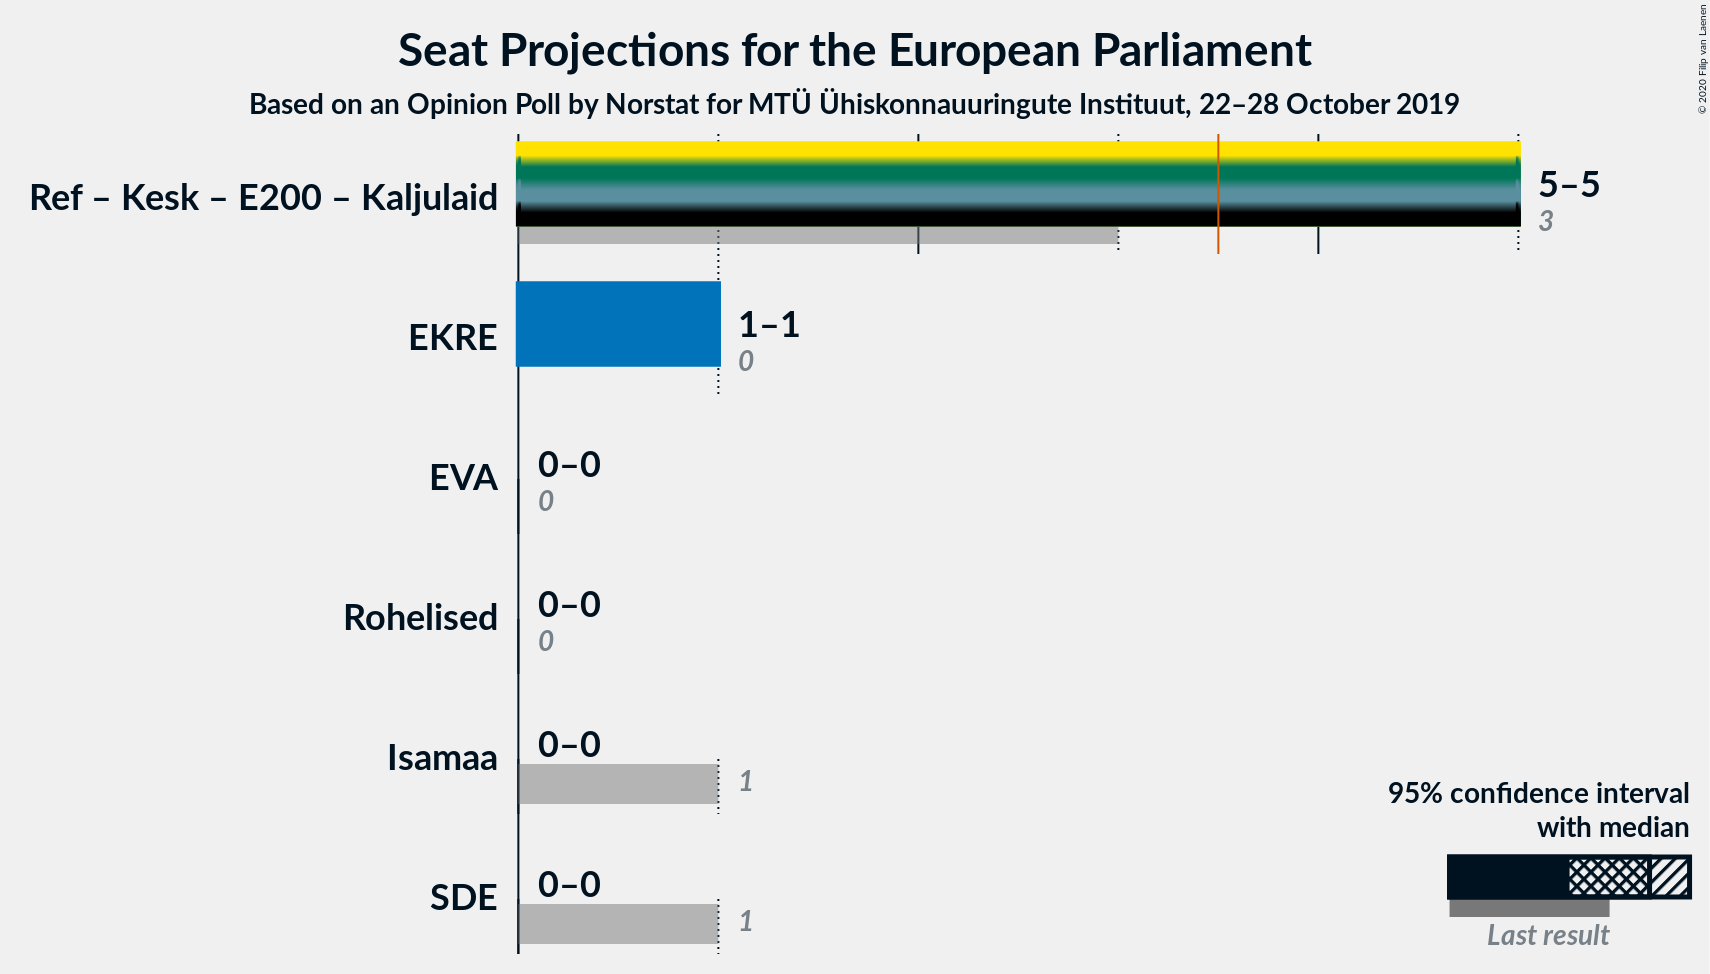 Seat Projections for the European Parliament
Based on an Opinion Poll by Norstat for MTÜ Ühiskonnauuringute Instituut, 22–28 October 2019
© 2020 Filip van Laenen
Ref – Kesk – E200 – Kaljulaid
5–5
3
EKRE
1–1
0
EVA
0–0
0
Rohelised
0–0
0
Isamaa
0–0
1
SDE
0–0
1
95% confidence interval
with median
Last result